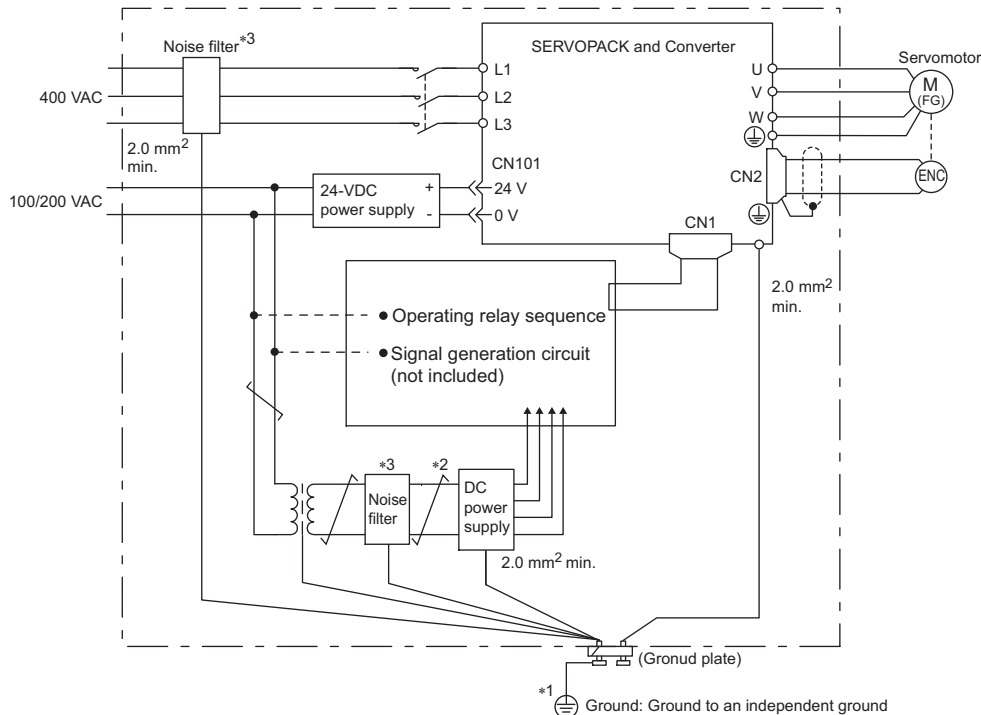 Noise filter*3
SERVOPACK and Converter
Servomotor
L1
L2
L3
400 VAC
U
V
W
M
(FG)
2.0 mm2
min.
CN101
24-VDC
power supply
+
-
24 V
0 V
100/200 VAC
CN2
ENC
CN1
2.0 mm2
min.
● Operating relay sequence
● Signal generation circuit
(not included)
*3
*2
Noise
filter
DC
power
supply
2.0 mm2 min.
(Gronud plate)
*1
Ground: Ground to an independent ground